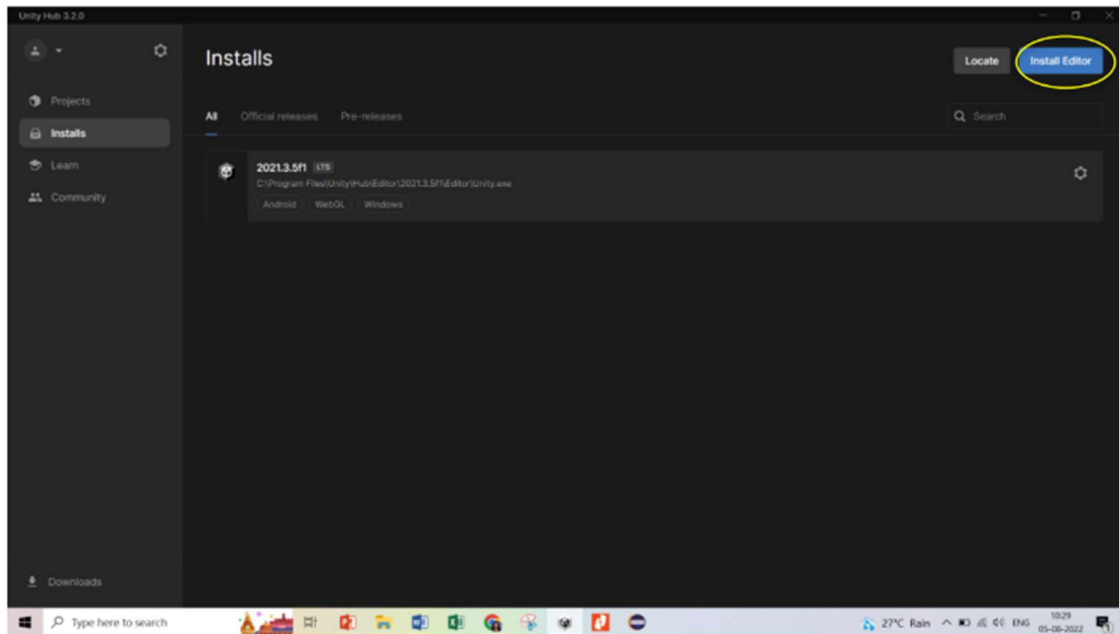 Unity Hub 3.2.0
Installs
Locate
Install Editor
Projects
Installs
Learn
Community
All
Official releases
Pre-releases
Search
2021.3.5f1 LTS
C:\Program Files\Unity\Hub\Editor\2021.3.5f1\Editor\Unity.exe
Android
WebGL
Windows
Downloads
Type here to search
27°C Rain
ENG
10:29
05-08-2022